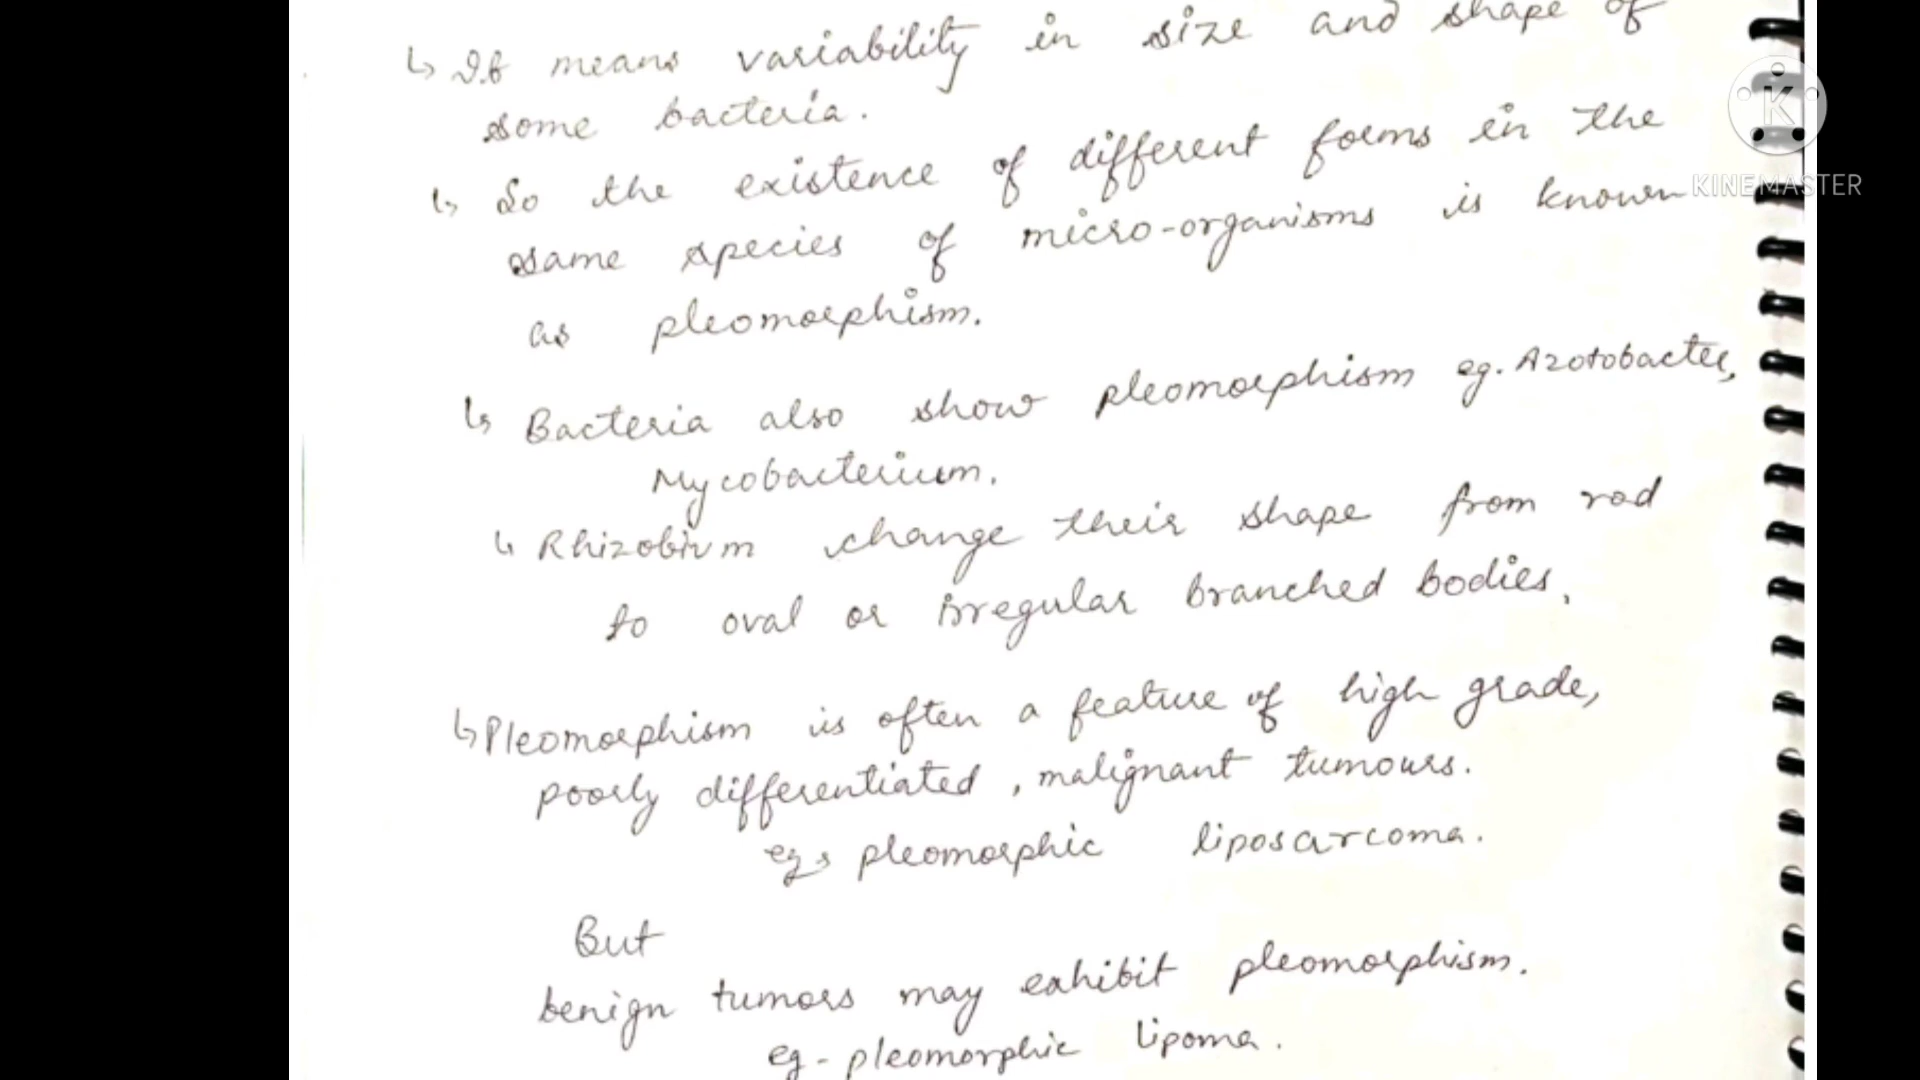 ↳ It means variability in size and shape of
some bacteria.
↳ So the existence of different forms in the
same species of micro-organisms is known
as pleomorphism.
↳ Bacteria also show pleomorphism eg. Azotobacter,
Mycobacterium.
↳ Rhizobium change their shape from rod
to oval or irregular branched bodies.
↳ Pleomorphism is often a feature of high grade,
poorly differentiated, malignant tumours.
eg, pleomorphic liposarcoma.
But
benign tumors may exhibit pleomorphism.
eg - pleomorphic lipoma.
K
KINEMASTER